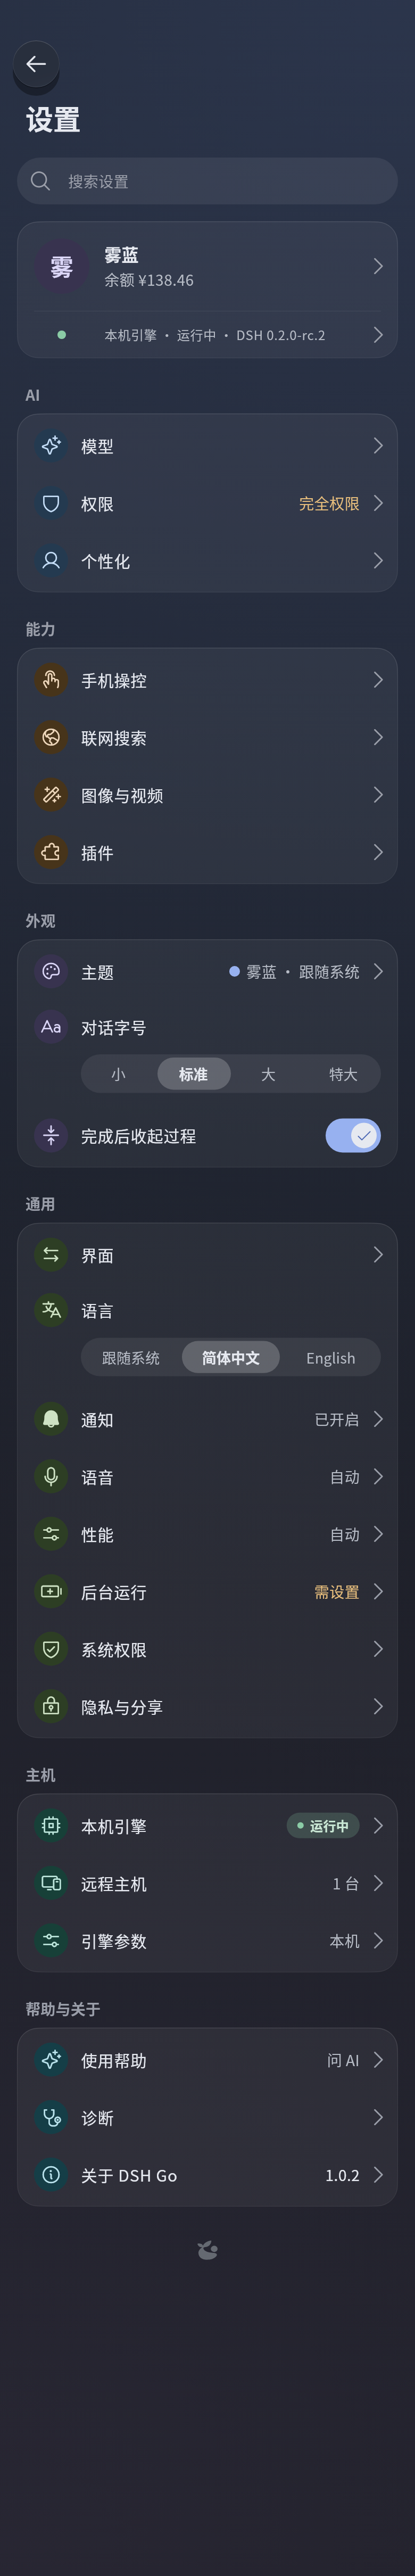 设置
搜索设置
雾
雾蓝
余额 ¥138.46
本机引擎 · 运行中 · DSH 0.2.0-rc.2
AI
模型
权限 完全权限
个性化
能力
手机操控
联网搜索
图像与视频
插件
外观
主题 雾蓝 · 跟随系统
Aa 对话字号
小 标准 大 特大
完成后收起过程
通用
界面
语言
跟随系统 简体中文 English
通知 已开启
语音 自动
性能 自动
后台运行 需设置
系统权限
隐私与分享
主机
本机引擎 运行中
远程主机 1 台
引擎参数 本机
帮助与关于
使用帮助 问 AI
诊断
关于 DSH Go 1.0.2